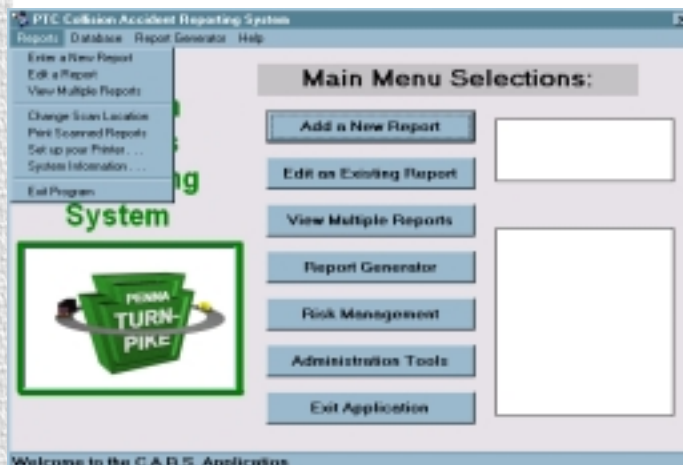 PTC Collision Accident Reporting System
Reports Database Report Generator Help
Enter a New Report
Edit a Report
View Multiple Reports
Change Scan Location
Print Scanned Reports
Set up your Printer . . .
System Information . . .
Exit Program
System
PENNA
TURN-
PIKE
Main Menu Selections:
Add a New Report
Edit an Existing Report
View Multiple Reports
Report Generator
Risk Management
Administration Tools
Exit Application
Welcome to the C.A.R.S. Application